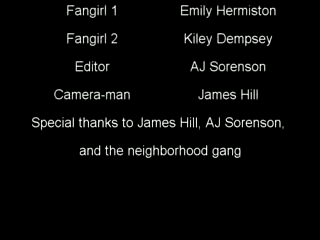 Fangirl 1 Emily Hermiston
Fangirl 2 Kiley Dempsey
Editor AJ Sorenson
Camera-man James Hill
Special thanks to James Hill, AJ Sorenson,
and the neighborhood gang